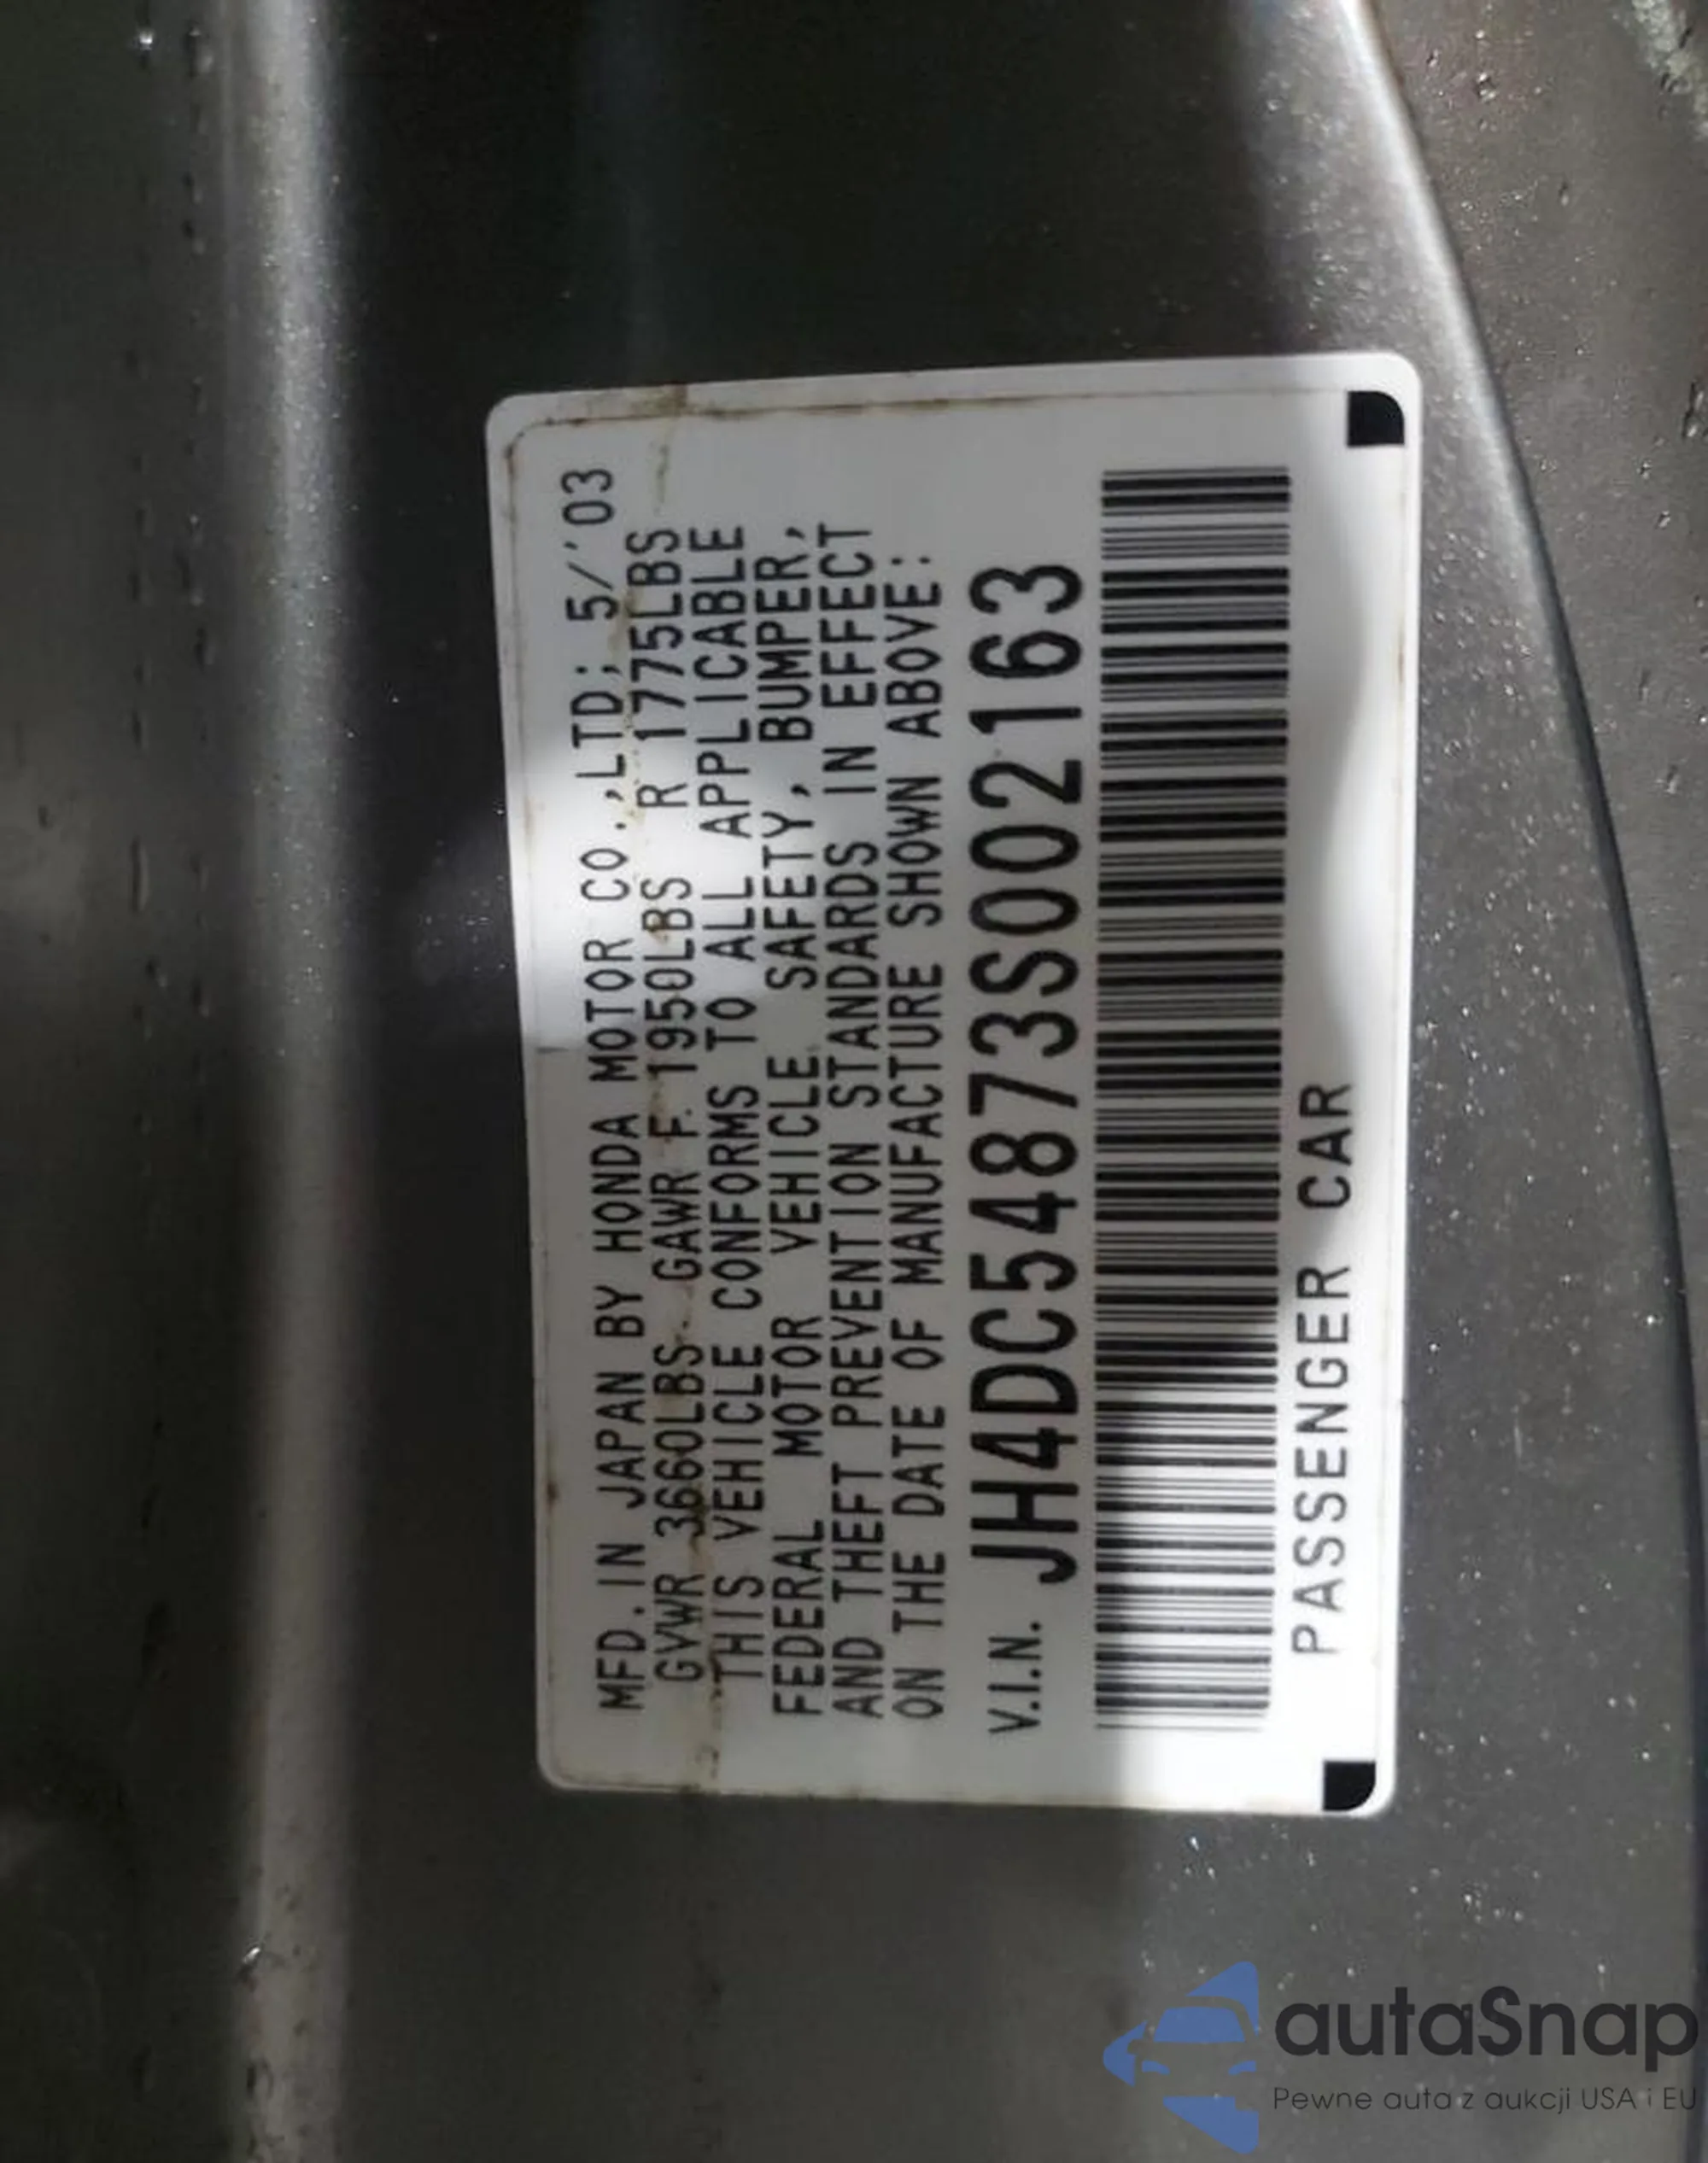 MFD. IN JAPAN BY HONDA MOTOR CO.,LTD; 5/'03
GVWR 3660LBS GAWR F 1950LBS R 1775LBS
THIS VEHICLE CONFORMS TO ALL APPLICABLE
FEDERAL MOTOR VEHICLE SAFETY, BUMPER,
AND THEFT PREVENTION STANDARDS IN EFFECT
ON THE DATE OF MANUFACTURE SHOWN ABOVE:
V.I.N. JH4DC54873S002163
PASSENGER CAR
autaSnap
Pewne auta z aukcji USA i EU